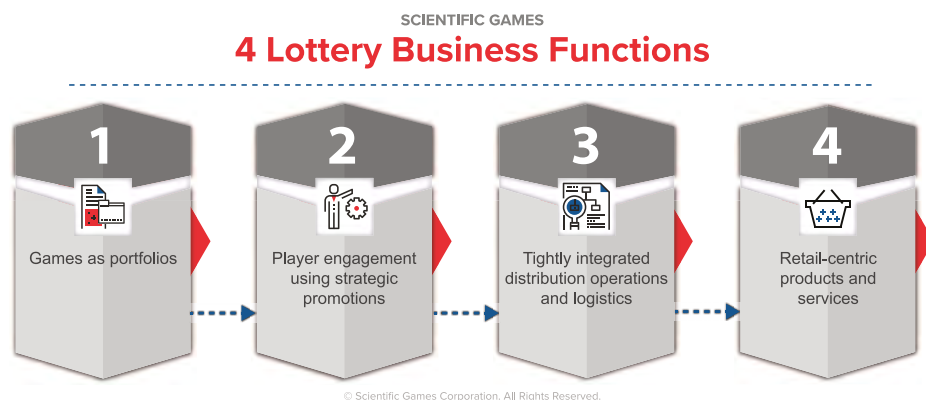 SCIENTIFIC GAMES
4 Lottery Business Functions
1
Games as portfolios
2
Player engagement
using strategic
promotions
3
Tightly integrated
distribution operations
and logistics
4
Retail-centric
products and
services
© Scientific Games Corporation. All Rights Reserved.